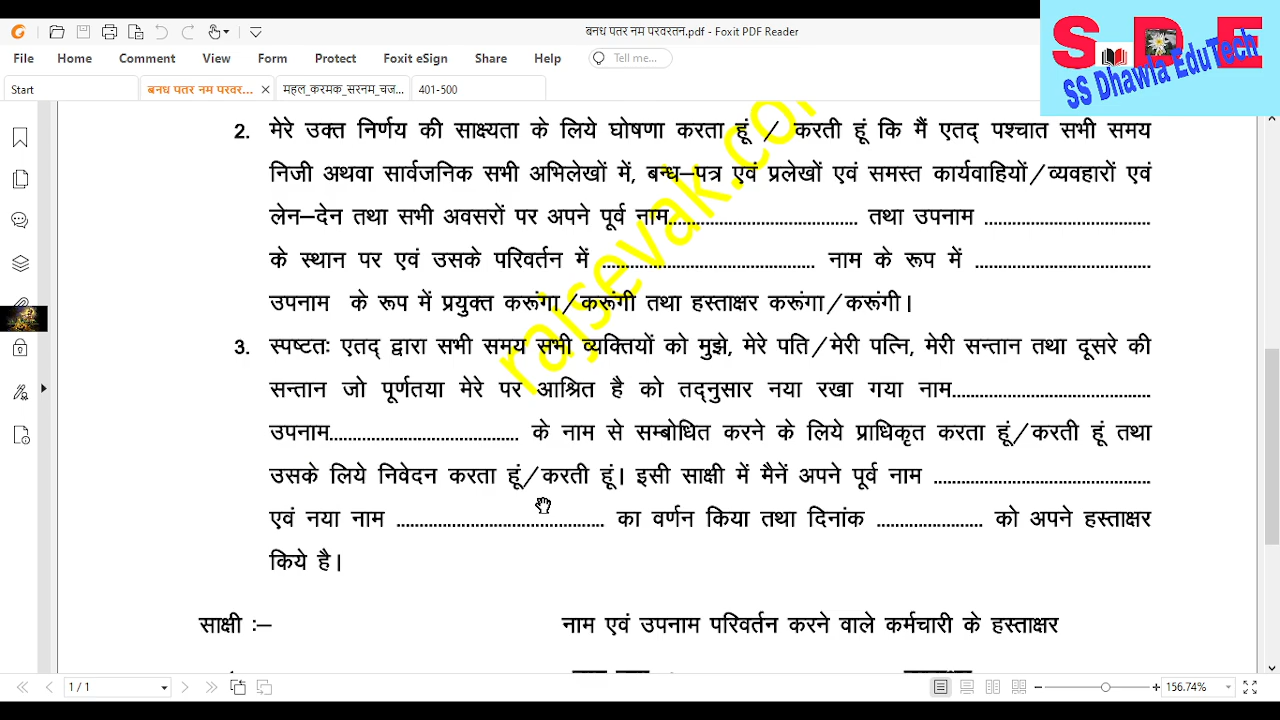 बनध पतर नम परवरतन.pdf - Foxit PDF Reader
S D E
SS Dhawla EduTech
File Home Comment View Form Protect Foxit eSign Share Help Tell me...
Start बनध पतर नम परवर... × महल_करमक_सरनम_चज... 401-500
2. मेरे उक्त निर्णय की साक्ष्यता के लिये घोषणा करता हूं / करती हूं कि मैं एतद् पश्चात सभी समय
निजी अथवा सार्वजनिक सभी अभिलेखों में, बन्ध–पत्र एवं प्रलेखों एवं समस्त कार्यवाहियों/व्यवहारों एवं
लेन–देन तथा सभी अवसरों पर अपने पूर्व नाम......................................... तथा उपनाम ....................................
के स्थान पर एवं उसके परिवर्तन में .............................................. नाम के रूप में ......................................
उपनाम के रूप में प्रयुक्त करूंगा/करूंगी तथा हस्ताक्षर करूंगा/करूंगी।
3. स्पष्टतः एतद् द्वारा सभी समय सभी व्यक्तियों को मुझे, मेरे पति/मेरी पत्नि, मेरी सन्तान तथा दूसरे की
सन्तान जो पूर्णतया मेरे पर आश्रित है को तद्नुसार नया रखा गया नाम...........................................
उपनाम......................................... के नाम से सम्बोधित करने के लिये प्राधिकृत करता हूं/करती हूं तथा
उसके लिये निवेदन करता हूं/करती हूं। इसी साक्षी में मैनें अपने पूर्व नाम ...............................................
एवं नया नाम ............................................. का वर्णन किया तथा दिनांक ....................... को अपने हस्ताक्षर
किये है।
साक्षी :–
नाम एवं उपनाम परिवर्तन करने वाले कर्मचारी के हस्ताक्षर
rajsevak.co
1 / 1
156.74%